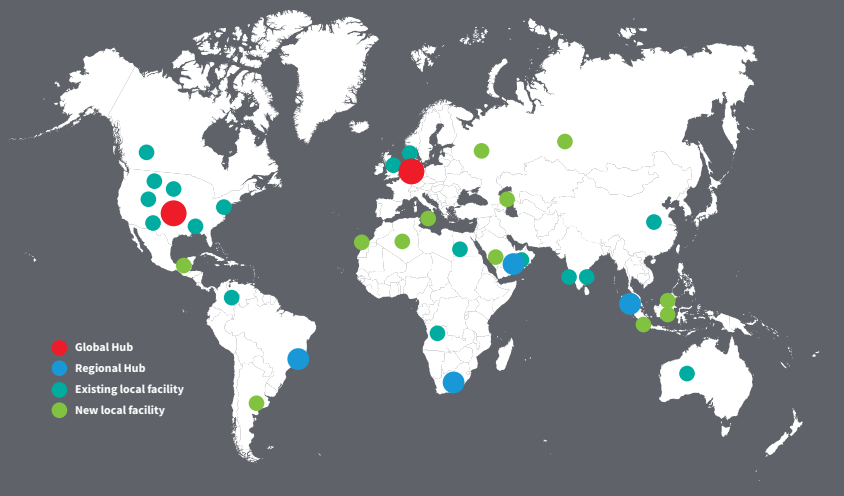 Global Hub
Regional Hub
Existing local facility
New local facility